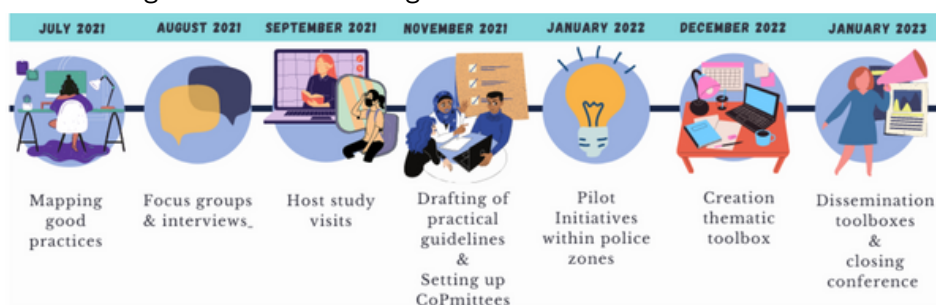 JULY 2021
AUGUST 2021
SEPTEMBER 2021
NOVEMBER 2021
JANUARY 2022
DECEMBER 2022
JANUARY 2023
Mapping
good
practices
Focus groups
& interviews_
Host study
visits
Drafting of
practical
guidelines
&
Setting up
CoPmittees
Pilot
Initiatives
within police
zones
Creation
thematic
toolbox
Dissemination
toolboxes
&
closing
conference